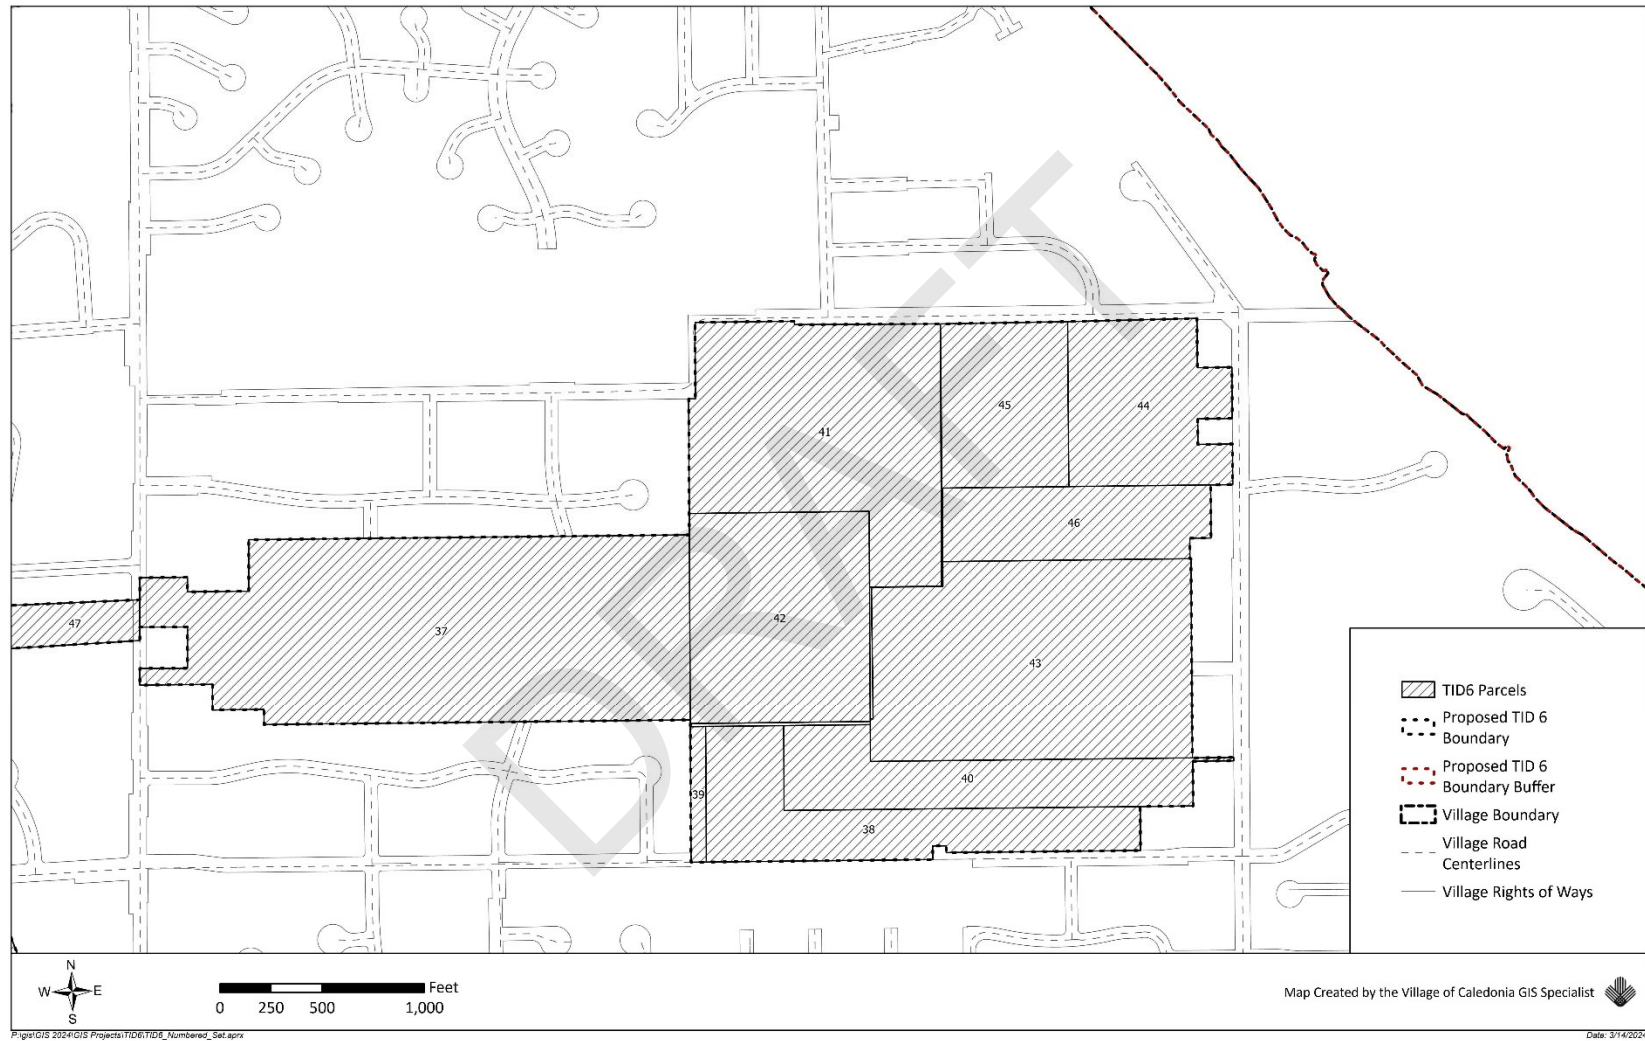 DRAFT
45
44
41
46
47
37
42
43
40
39
38
TID6 Parcels
Proposed TID 6
Boundary
Proposed TID 6
Boundary Buffer
Village Boundary
Village Road
Centerlines
Village Rights of Ways
N
W
E
S
Feet
0
250
500
1,000
Map Created by the Village of Caledonia GIS Specialist
P:\gis\GIS 2024\GIS Projects\TID6\TID6_Numbered_Set.aprx
Date: 3/14/2024